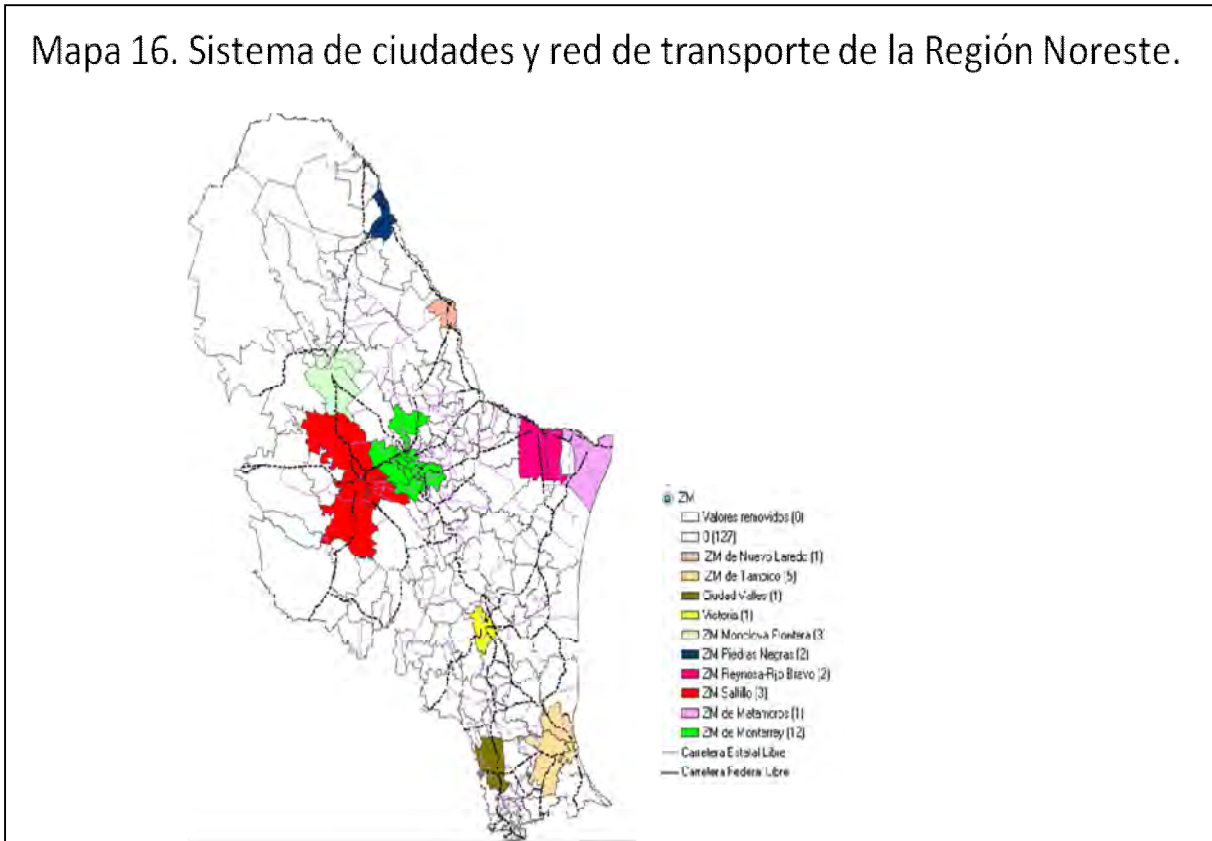 Mapa 16. Sistema de ciudades y red de transporte de la Región Noreste.
ZM
Valores removidos (0)
0 (127)
ZM de Nuevo Laredo (1)
ZM de Tampico (5)
Ciudad Valles (1)
Victoria (1)
ZM Monclova Frontera (3)
ZM Piedras Negras (2)
ZM Reynosa-Rio Bravo (2)
ZM Saltillo (3)
ZM de Matamoros (1)
ZM de Monterrey (12)
Carretera Estatal Libre
Carretera Federal Libre